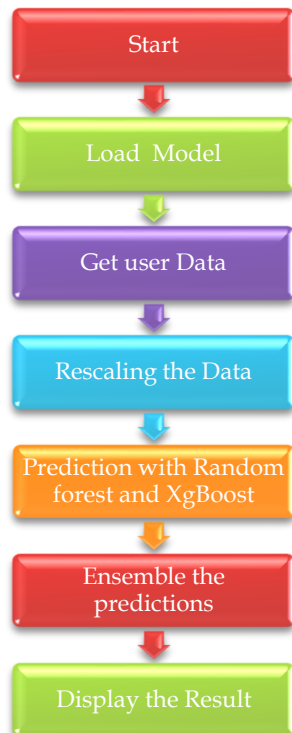 Start
Load Model
Get user Data
Rescaling the Data
Prediction with Random
forest and XgBoost
Ensemble the
predictions
Display the Result